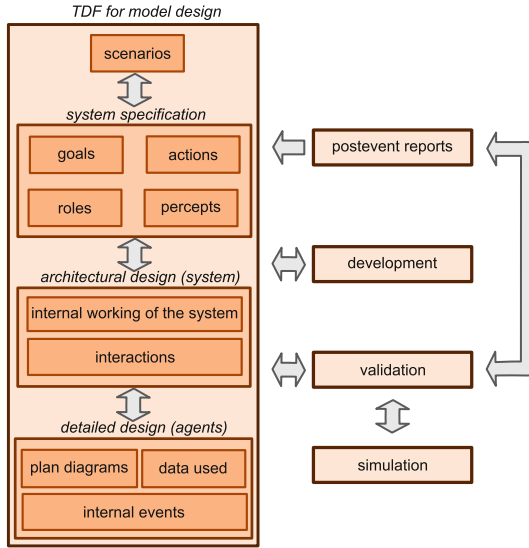 TDF for model design
scenarios
system specification
goals
actions
roles
percepts
architectural design (system)
internal working of the system
interactions
detailed design (agents)
plan diagrams
data used
internal events
postevent reports
development
validation
simulation